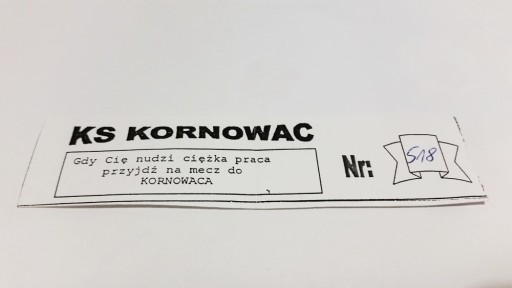 KS KORNOWAC
Gdy Cię nudzi ciężka praca
przyjdź na mecz do
KORNOWACA
Nr: 518